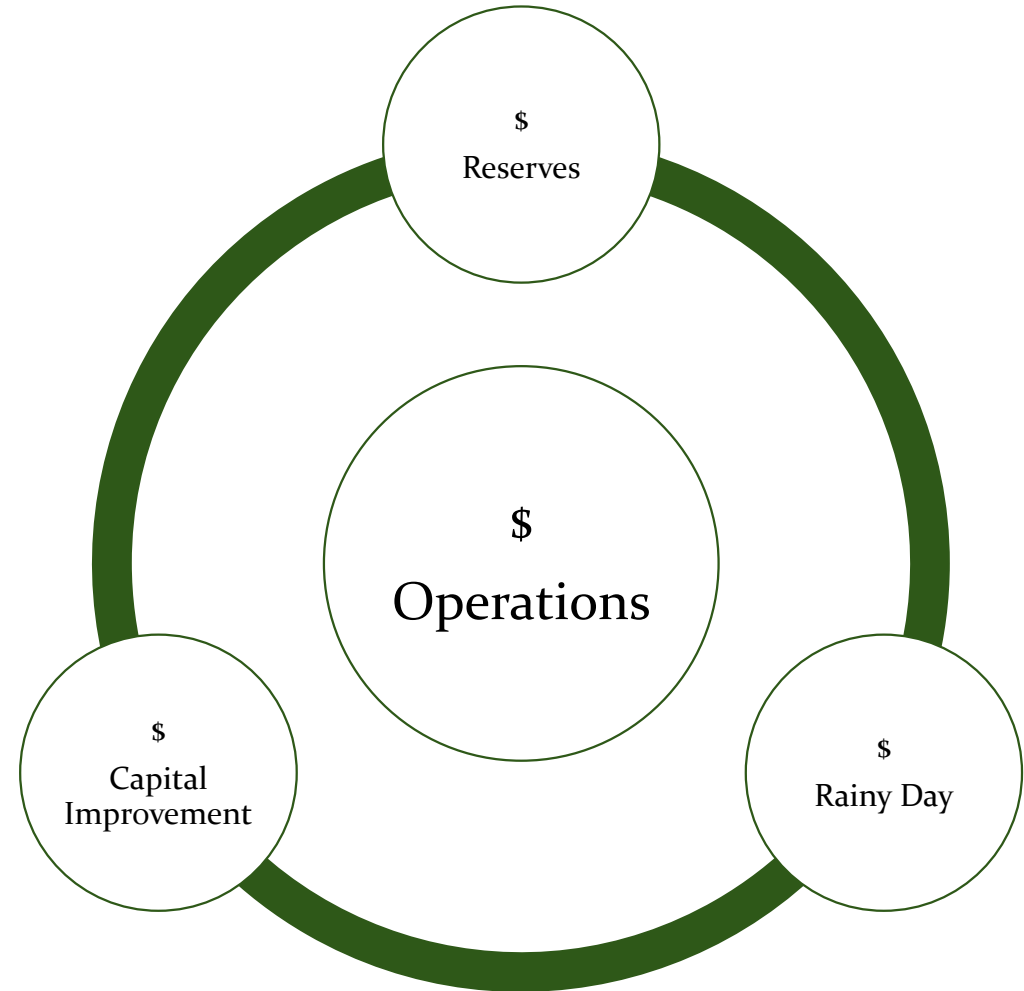 $
Reserves
$
Operations
$
Capital
Improvement
$
Rainy Day